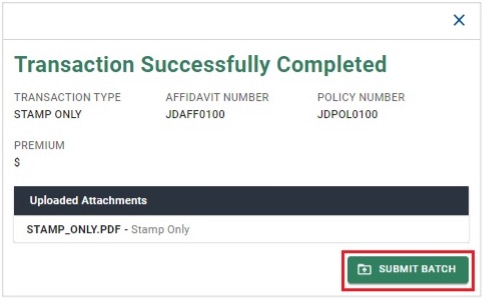 Transaction Successfully Completed
TRANSACTION TYPE AFFIDAVIT NUMBER POLICY NUMBER
STAMP ONLY JDAFF0100 JDPOL0100
PREMIUM
$
Uploaded Attachments
STAMP_ONLY.PDF - Stamp Only
SUBMIT BATCH